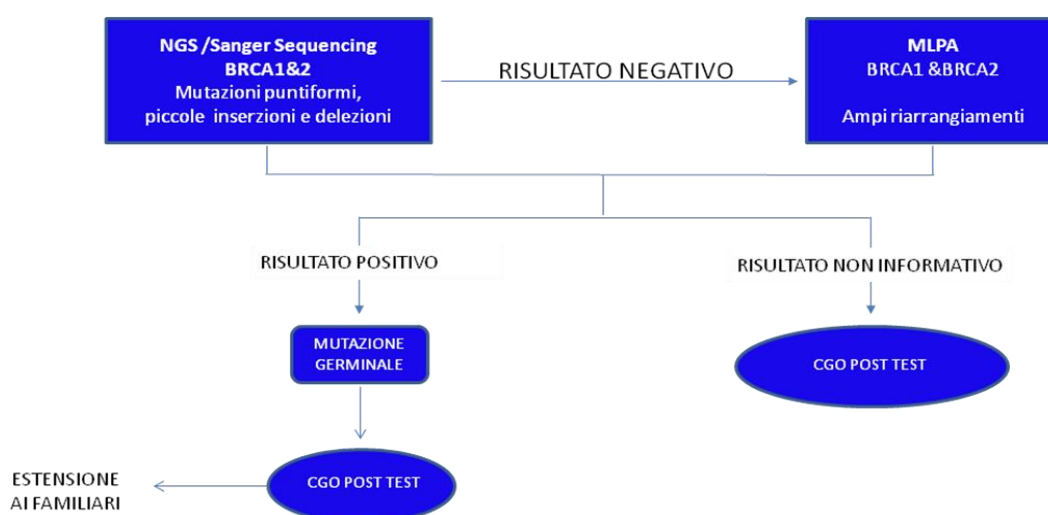 NGS /Sanger Sequencing
BRCA1&2
Mutazioni puntiformi,
piccole inserzioni e delezioni
RISULTATO NEGATIVO
MLPA
BRCA1 &BRCA2
Ampi riarrangiamenti
RISULTATO POSITIVO
RISULTATO NON INFORMATIVO
MUTAZIONE
GERMINALE
CGO POST TEST
CGO POST TEST
ESTENSIONE
AI FAMILIARI